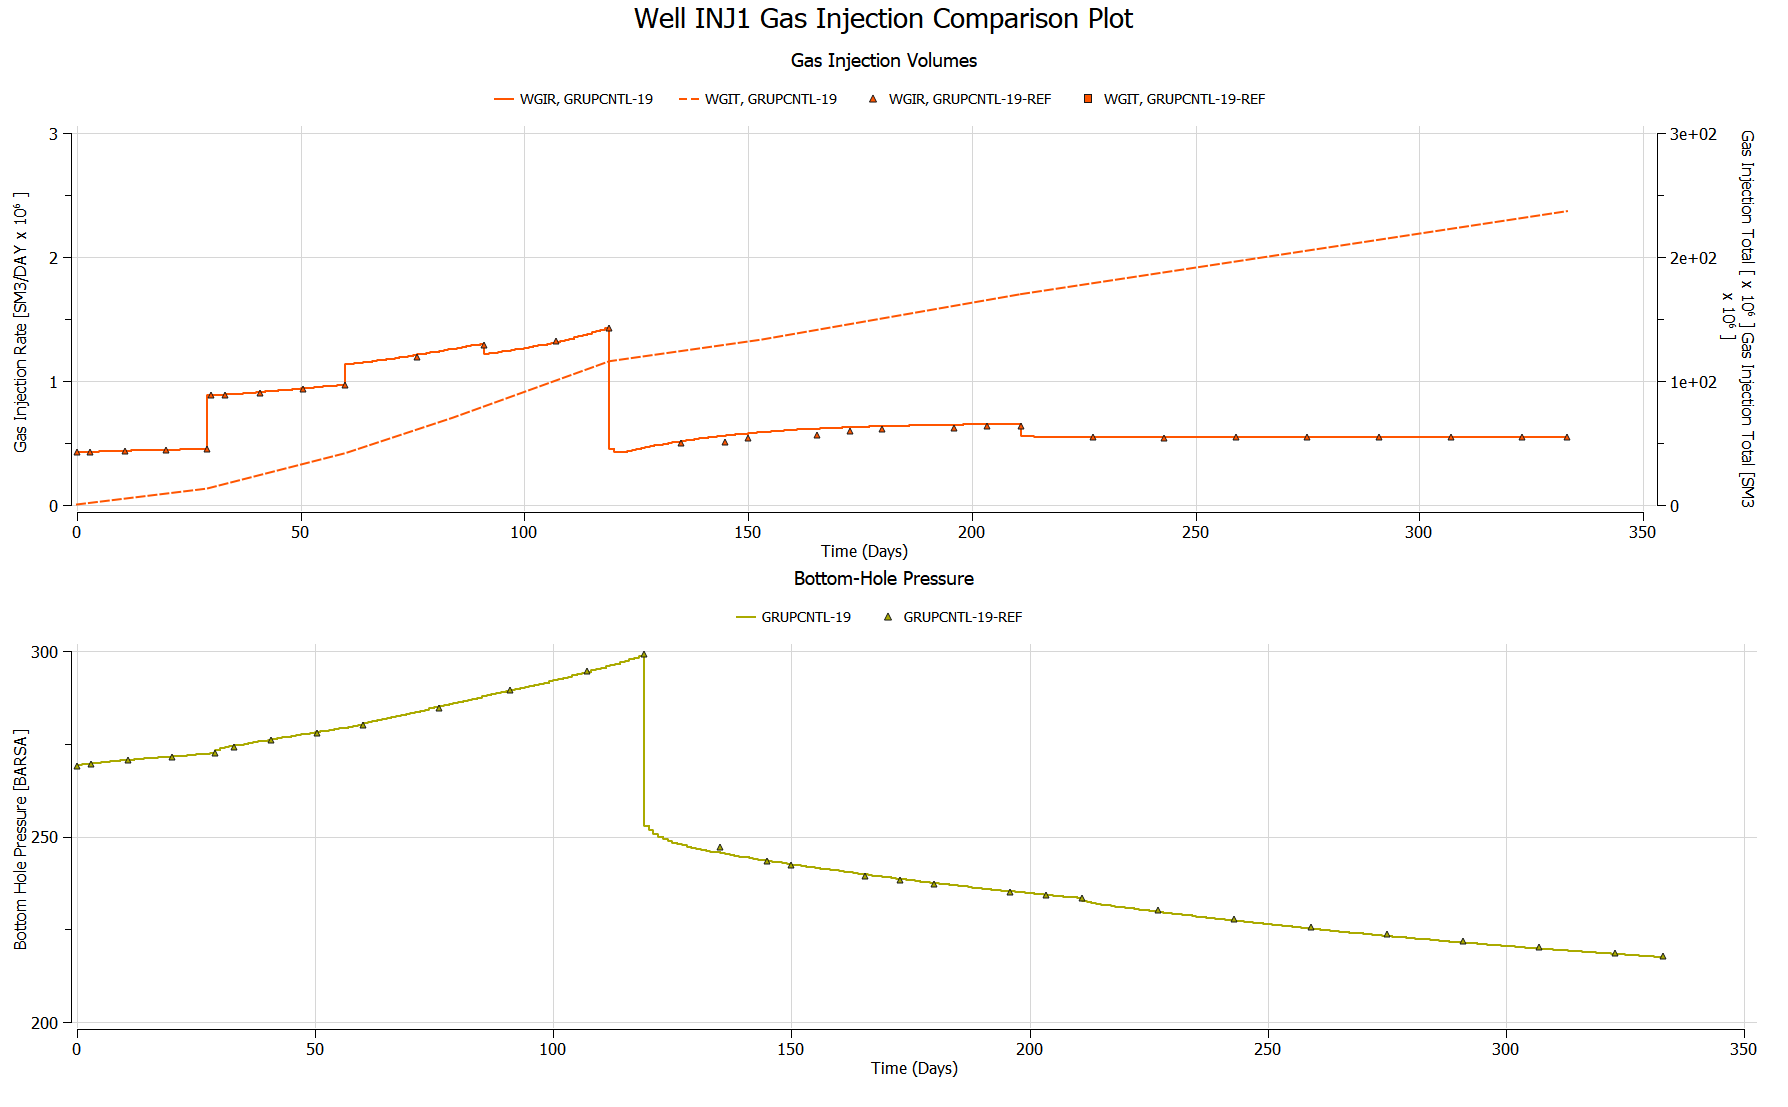 Well INJ1 Gas Injection Comparison Plot
Gas Injection Volumes
WGIR, GRUPCNTL-19 WGIT, GRUPCNTL-19 WGIR, GRUPCNTL-19-REF WGIT, GRUPCNTL-19-REF
Gas Injection Rate [SM3/DAY x 10⁶ ]
3
2
1
0
3e+02
2e+02
1e+02
0
Gas Injection Total [ x 10⁶ ] Gas Injection Total [SM3
x 10⁶ ]
0 50 100 150 200 250 300 350
Time (Days)
Bottom-Hole Pressure
GRUPCNTL-19 GRUPCNTL-19-REF
Bottom Hole Pressure [BARSA]
300
250
200
0 50 100 150 200 250 300 350
Time (Days)